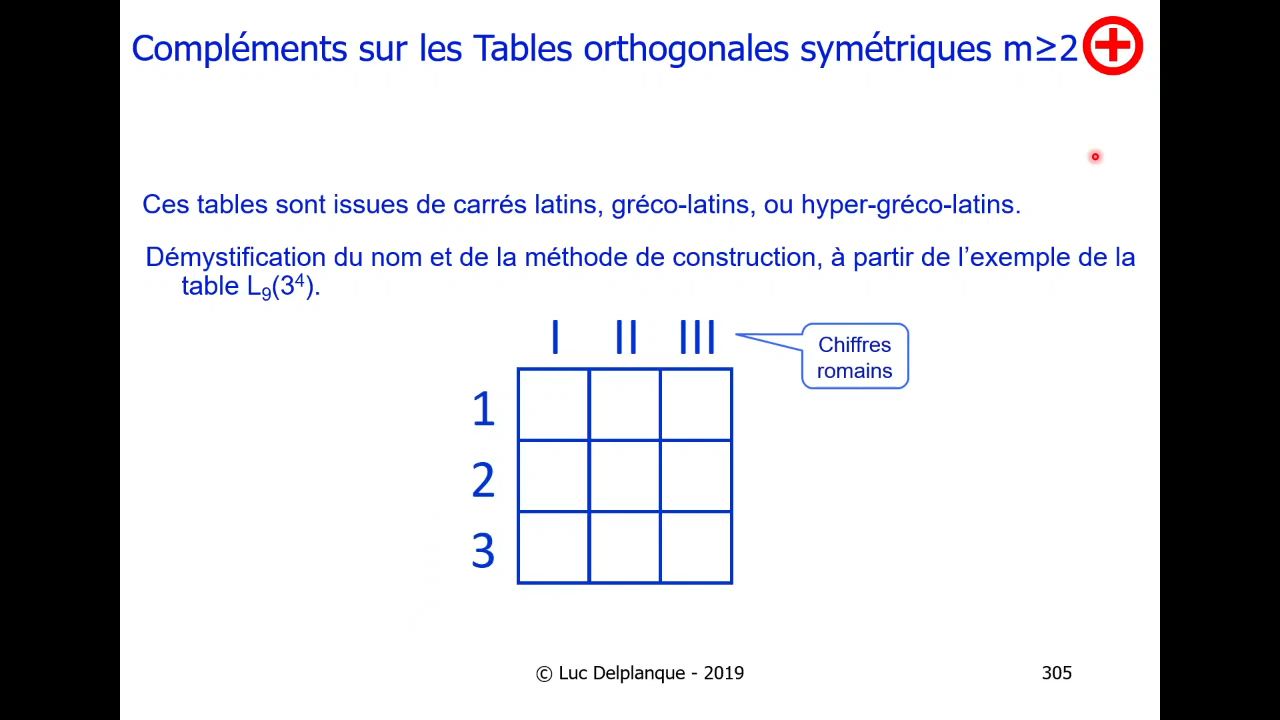 Compléments sur les Tables orthogonales symétriques m≥2
Ces tables sont issues de carrés latins, gréco-latins, ou hyper-gréco-latins.
Démystification du nom et de la méthode de construction, à partir de l’exemple de la
table L₉(3⁴).
I II III
Chiffres
romains
1
2
3
© Luc Delplanque - 2019
305